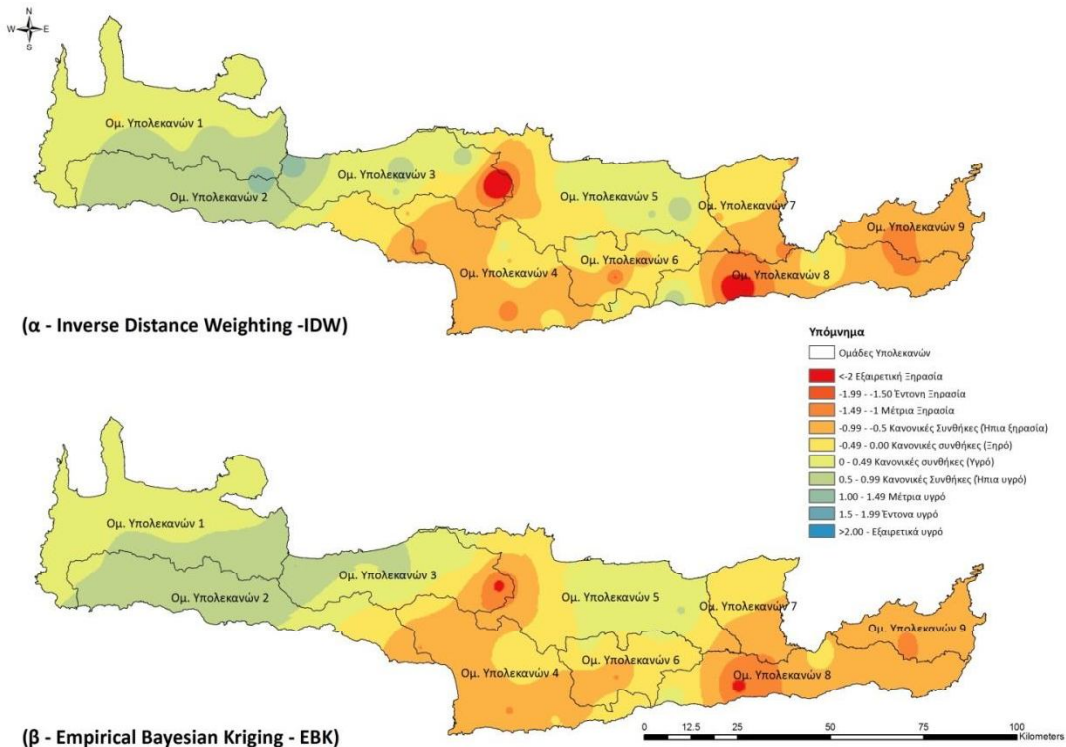 N
W E
S
Ομ. Υπολεκανών 1
Ομ. Υπολεκανών 2
Ομ. Υπολεκανών 3
Ομ. Υπολεκανών 4
Ομ. Υπολεκανών 5
Ομ. Υπολεκανών 6
Ομ. Υπολεκανών 7
Ομ. Υπολεκανών 8
Ομ. Υπολεκανών 9
(α - Inverse Distance Weighting -IDW)
Υπόμνημα
Ομάδες Υπολεκανών
<-2 Εξαιρετική Ξηρασία
-1.99 - -1.50 Έντονη Ξηρασία
-1.49 - -1 Μέτρια Ξηρασία
-0.99 - -0.5 Κανονικές Συνθήκες (Ήπια ξηρασία)
-0.49 - 0.00 Κανονικές συνθήκες (Ξηρό)
0 - 0.49 Κανονικές συνθήκες (Υγρό)
0.5 - 0.99 Κανονικές Συνθήκες (Ήπια υγρό)
1.00 - 1.49 Μέτρια υγρό
1.5 - 1.99 Έντονα υγρό
>2.00 - Εξαιρετικά υγρό
Ομ. Υπολεκανών 1
Ομ. Υπολεκανών 2
Ομ. Υπολεκανών 3
Ομ. Υπολεκανών 4
Ομ. Υπολεκανών 5
Ομ. Υπολεκανών 6
Ομ. Υπολεκανών 7
Ομ. Υπολεκανών 8
Ομ. Υπολεκανών 9
(β - Empirical Bayesian Kriging - EBK)
0 12.5 25 50 75 100
Kilometers